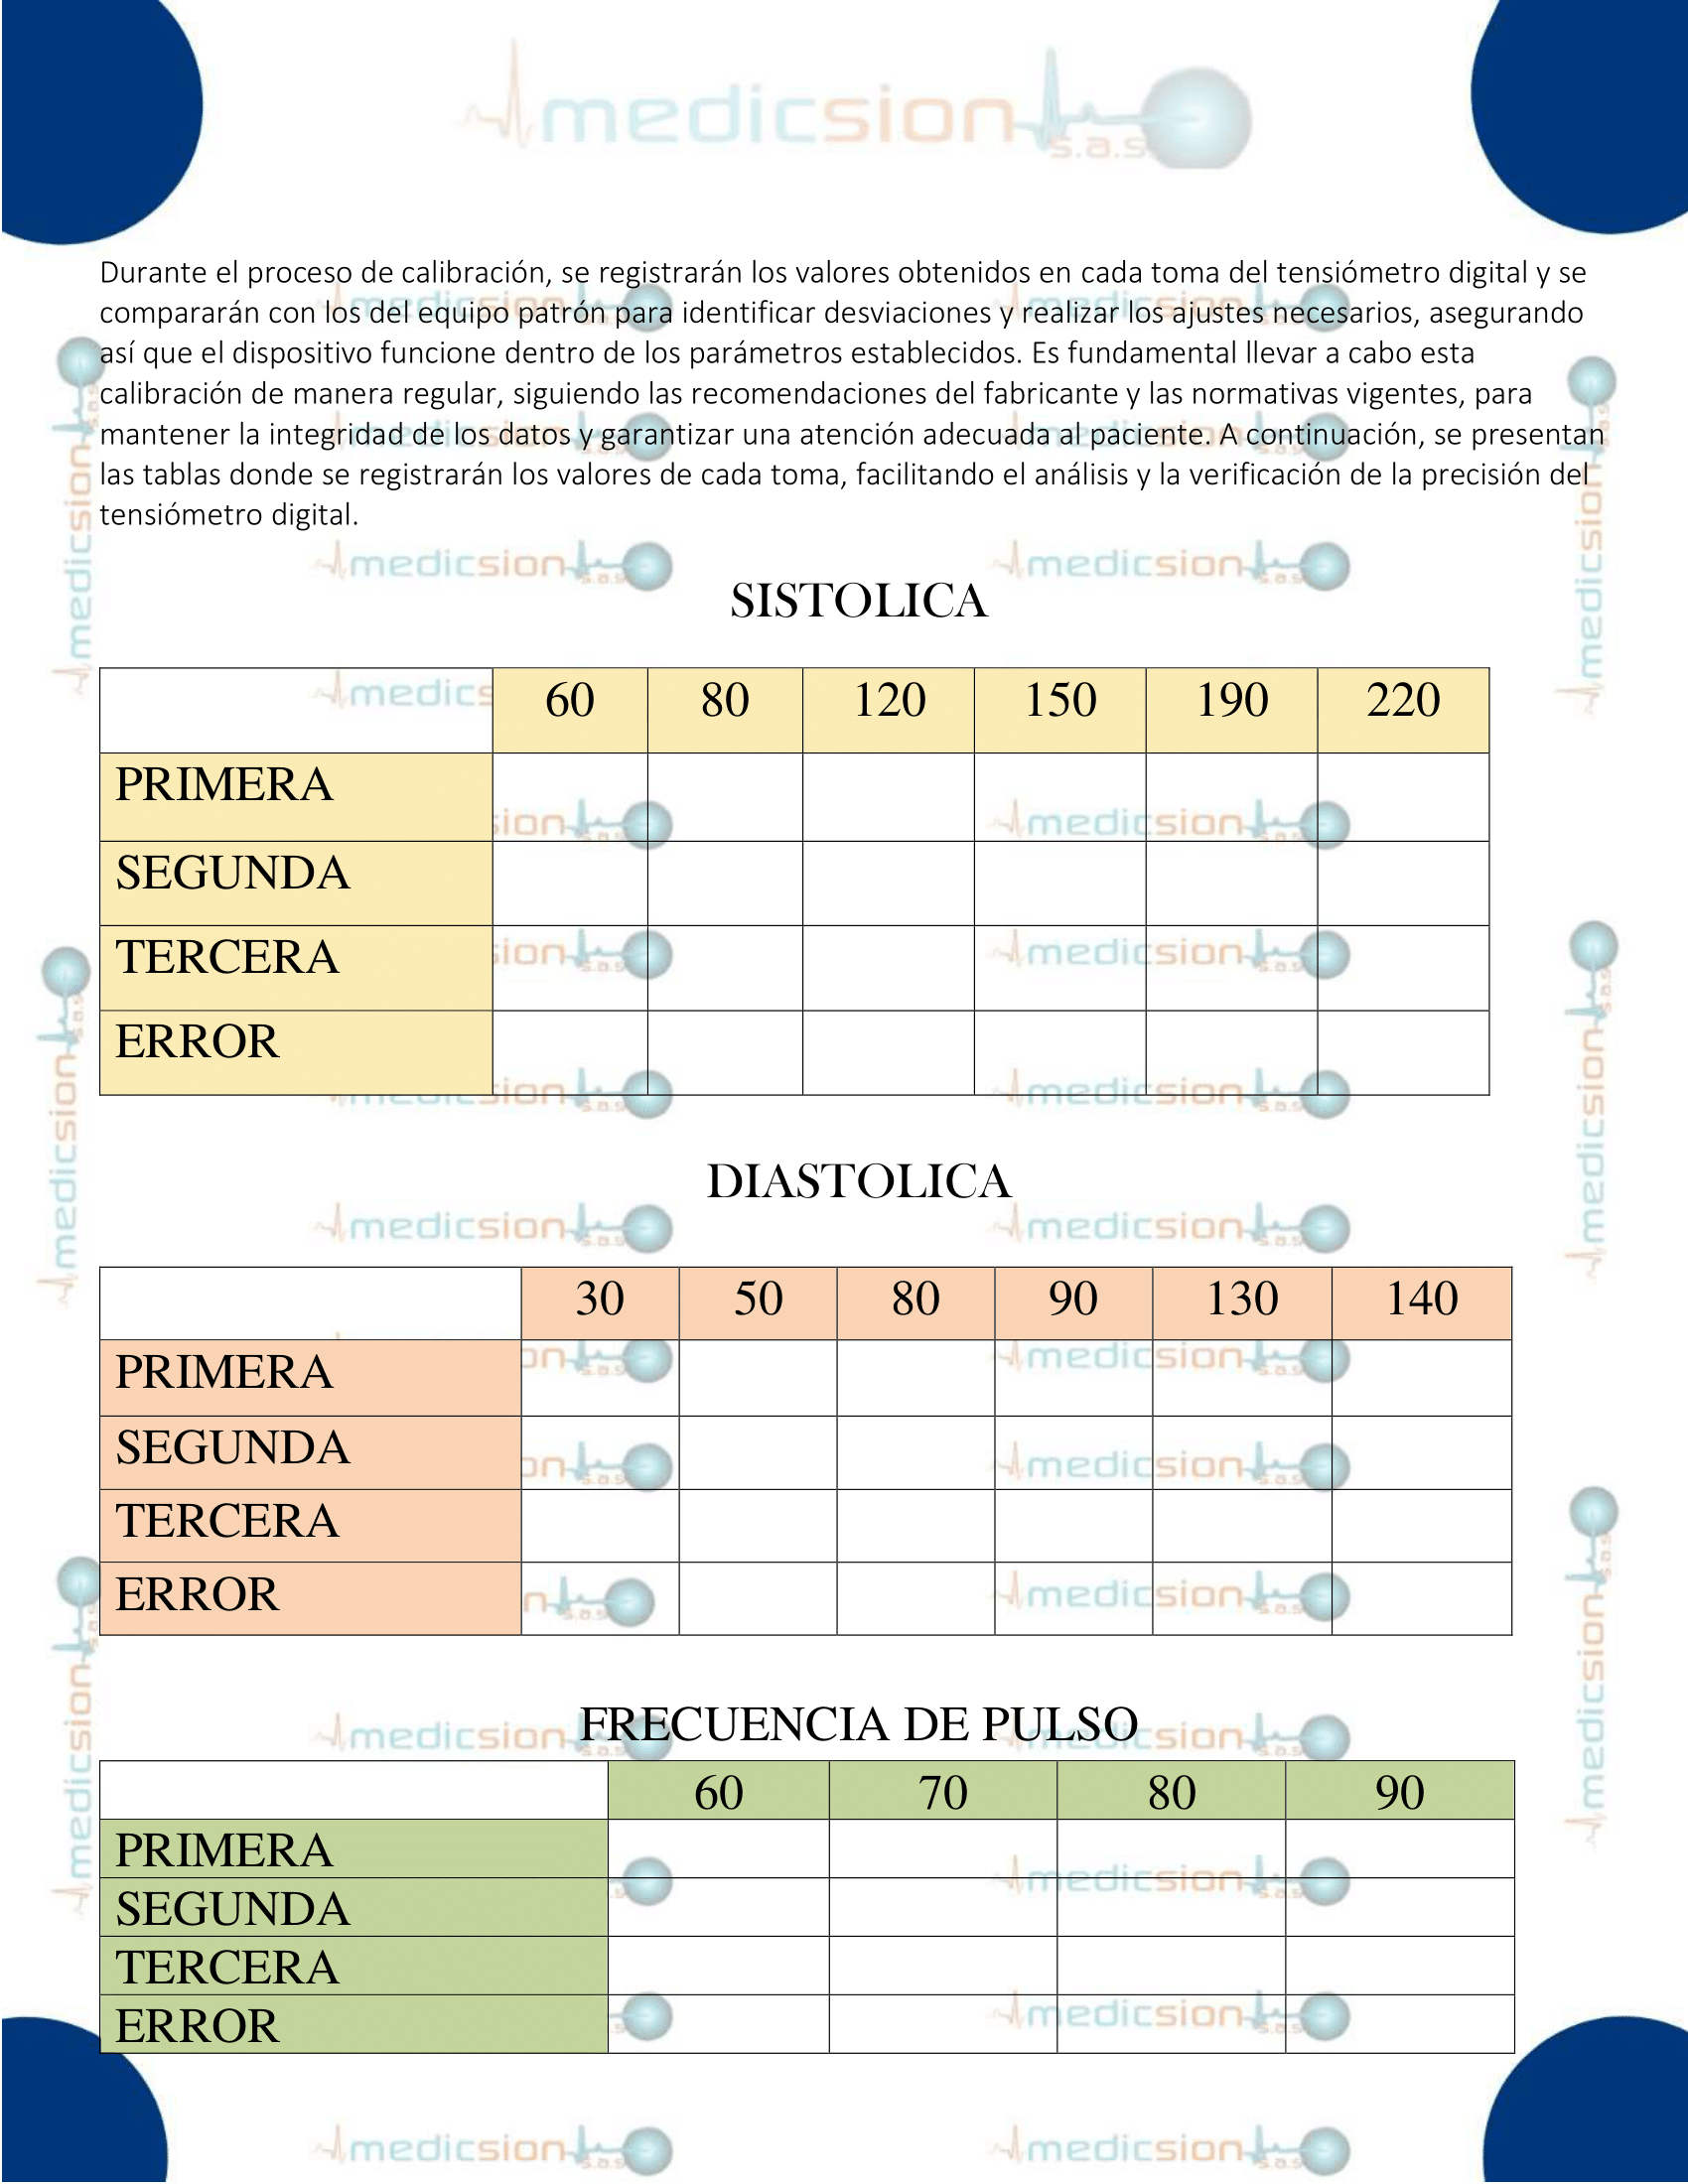 medicsion s.a.s
Durante el proceso de calibración, se registrarán los valores obtenidos en cada toma del tensiómetro digital y se
compararán con los del equipo patrón para identificar desviaciones y realizar los ajustes necesarios, asegurando
así que el dispositivo funcione dentro de los parámetros establecidos. Es fundamental llevar a cabo esta
calibración de manera regular, siguiendo las recomendaciones del fabricante y las normativas vigentes, para
mantener la integridad de los datos y garantizar una atención adecuada al paciente. A continuación, se presentan
las tablas donde se registrarán los valores de cada toma, facilitando el análisis y la verificación de la precisión del
tensiómetro digital.
SISTOLICA
60 80 120 150 190 220
PRIMERA
SEGUNDA
TERCERA
ERROR
DIASTOLICA
30 50 80 90 130 140
PRIMERA
SEGUNDA
TERCERA
ERROR
FRECUENCIA DE PULSO
60 70 80 90
PRIMERA
SEGUNDA
TERCERA
ERROR
medicsion s.a.s medicsion s.a.s